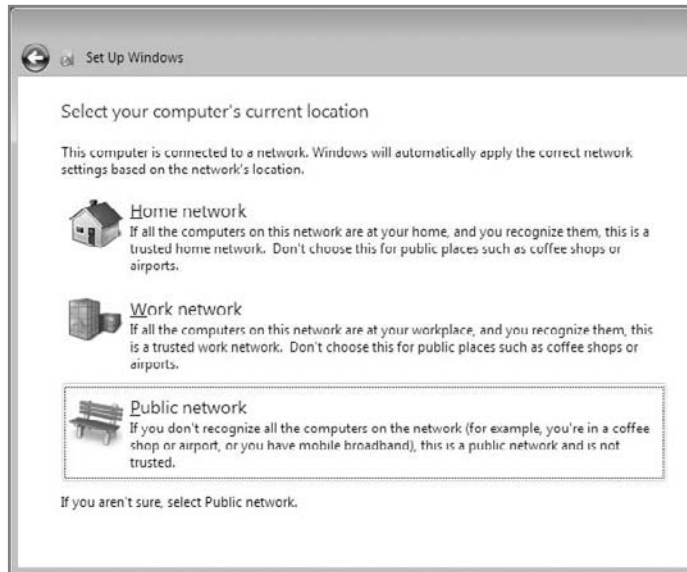 Set Up Windows
Select your computer's current location
This computer is connected to a network. Windows will automatically apply the correct network
settings based on the network's location.
Home network
If all the computers on this network are at your home, and you recognize them, this is a
trusted home network. Don't choose this for public places such as coffee shops or
airports.
Work network
If all the computers on this network are at your workplace, and you recognize them, this
is a trusted work network. Don't choose this for public places such as coffee shops or
airports.
Public network
If you don't recognize all the computers on the network (for example, you're in a coffee
shop or airport, or you have mobile broadband), this is a public network and is not
trusted.
If you aren't sure, select Public network.